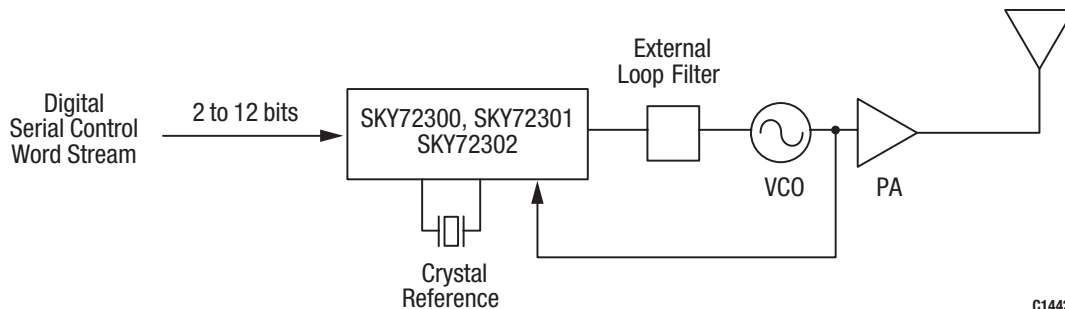 Digital
Serial Control
Word Stream
2 to 12 bits
SKY72300, SKY72301
SKY72302
Crystal
Reference
External
Loop Filter
VCO
PA